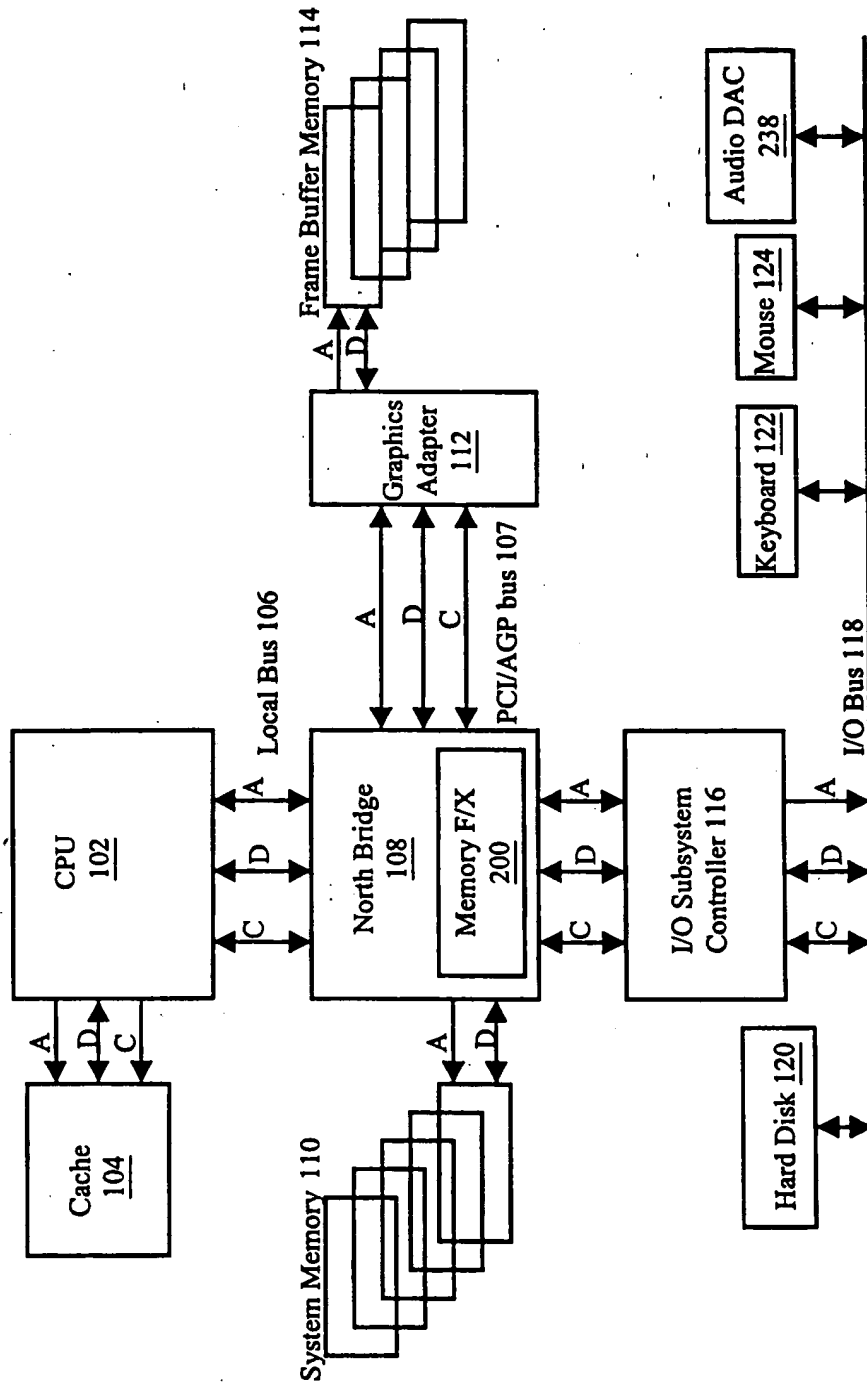 CPU
102
Cache
104
A
D
C
C
D
A
Local Bus 106
System Memory 110
A
D
North Bridge
108
Memory F/X
200
A
D
C
PCI/AGP bus 107
Graphics
Adapter
112
A
D
Frame Buffer Memory 114
C
D
A
I/O Subsystem
Controller 116
C
D
A
I/O Bus 118
Hard Disk 120
Keyboard 122
Mouse 124
Audio DAC
238